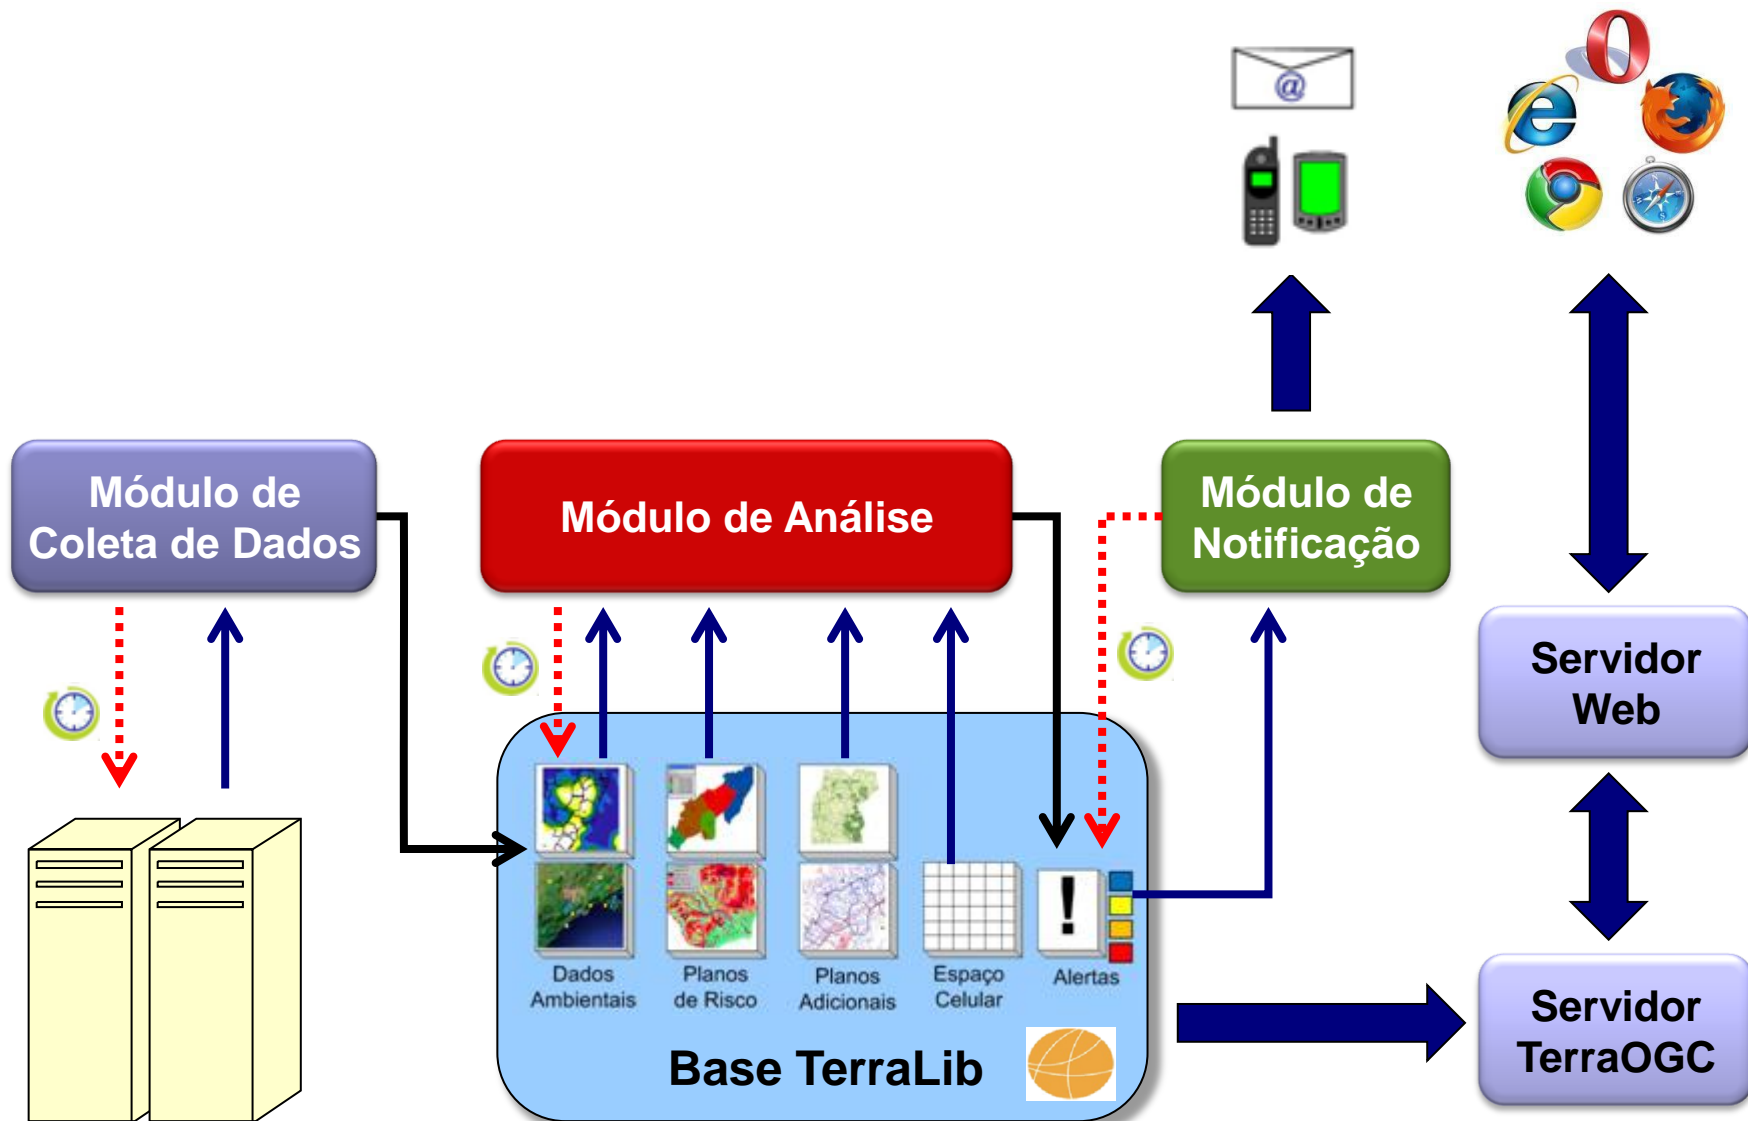 @
Módulo de
Coleta de Dados
Módulo de Análise
Módulo de
Notificação
Servidor
Web
!
Dados
Ambientais
Planos
de Risco
Planos
Adicionais
Espaço
Celular
Alertas
Base TerraLib
Servidor
TerraOGC